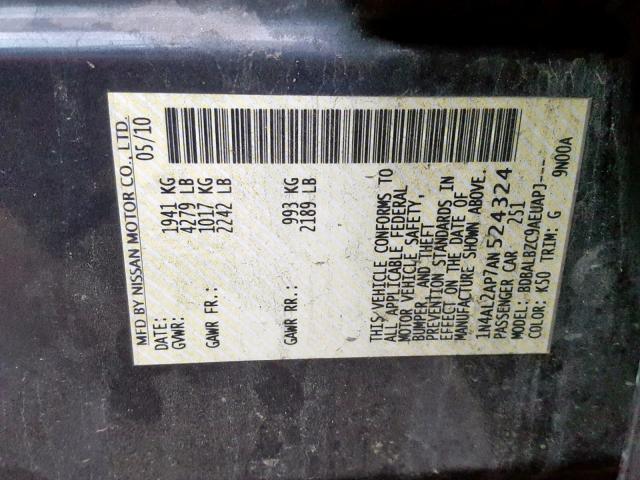 MFD BY NISSAN MOTOR CO., LTD.
DATE: 05/10
GVWR: 1941 KG
4279 LB
GAWR FR: 1017 KG
2242 LB
GAWR RR: 993 KG
2189 LB
THIS VEHICLE CONFORMS TO
ALL APPLICABLE FEDERAL
MOTOR VEHICLE SAFETY,
BUMPER, AND THEFT
PREVENTION STANDARDS IN
EFFECT ON THE DATE OF
MANUFACTURE SHOWN ABOVE.
1N4AL2AP7AN524324
PASSENGER CAR 251
MODEL: BDBALBZC9AEUAPJ----
COLOR: K50 TRIM: G 9N00A